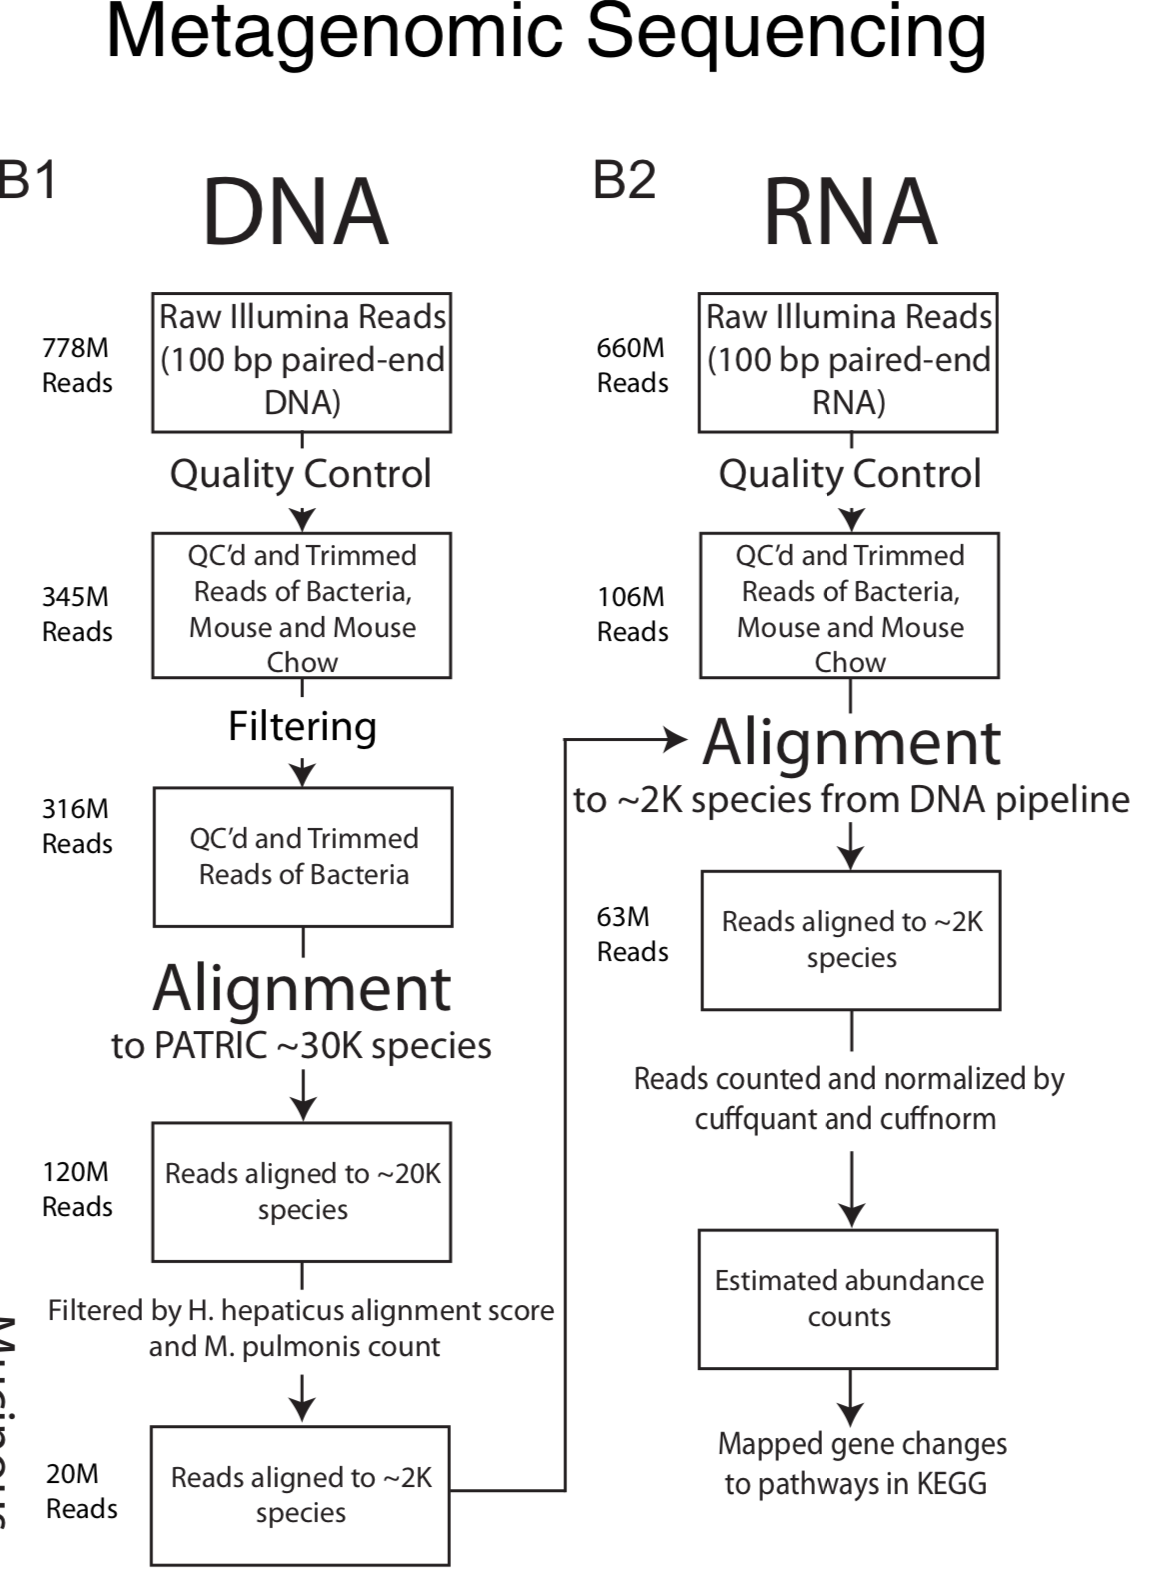 Metagenomic Sequencing
B1
DNA
778M
Reads
Raw Illumina Reads
(100 bp paired-end
DNA)
Quality Control
345M
Reads
QC’d and Trimmed
Reads of Bacteria,
Mouse and Mouse
Chow
Filtering
316M
Reads
QC’d and Trimmed
Reads of Bacteria
Alignment
to PATRIC ~30K species
120M
Reads
Reads aligned to ~20K
species
Filtered by H. hepaticus alignment score
and M. pulmonis count
20M
Reads
Reads aligned to ~2K
species
B2
RNA
660M
Reads
Raw Illumina Reads
(100 bp paired-end
RNA)
Quality Control
106M
Reads
QC’d and Trimmed
Reads of Bacteria,
Mouse and Mouse
Chow
Alignment
to ~2K species from DNA pipeline
63M
Reads
Reads aligned to ~2K
species
Reads counted and normalized by
cuffquant and cuffnorm
Estimated abundance
counts
Mapped gene changes
to pathways in KEGG